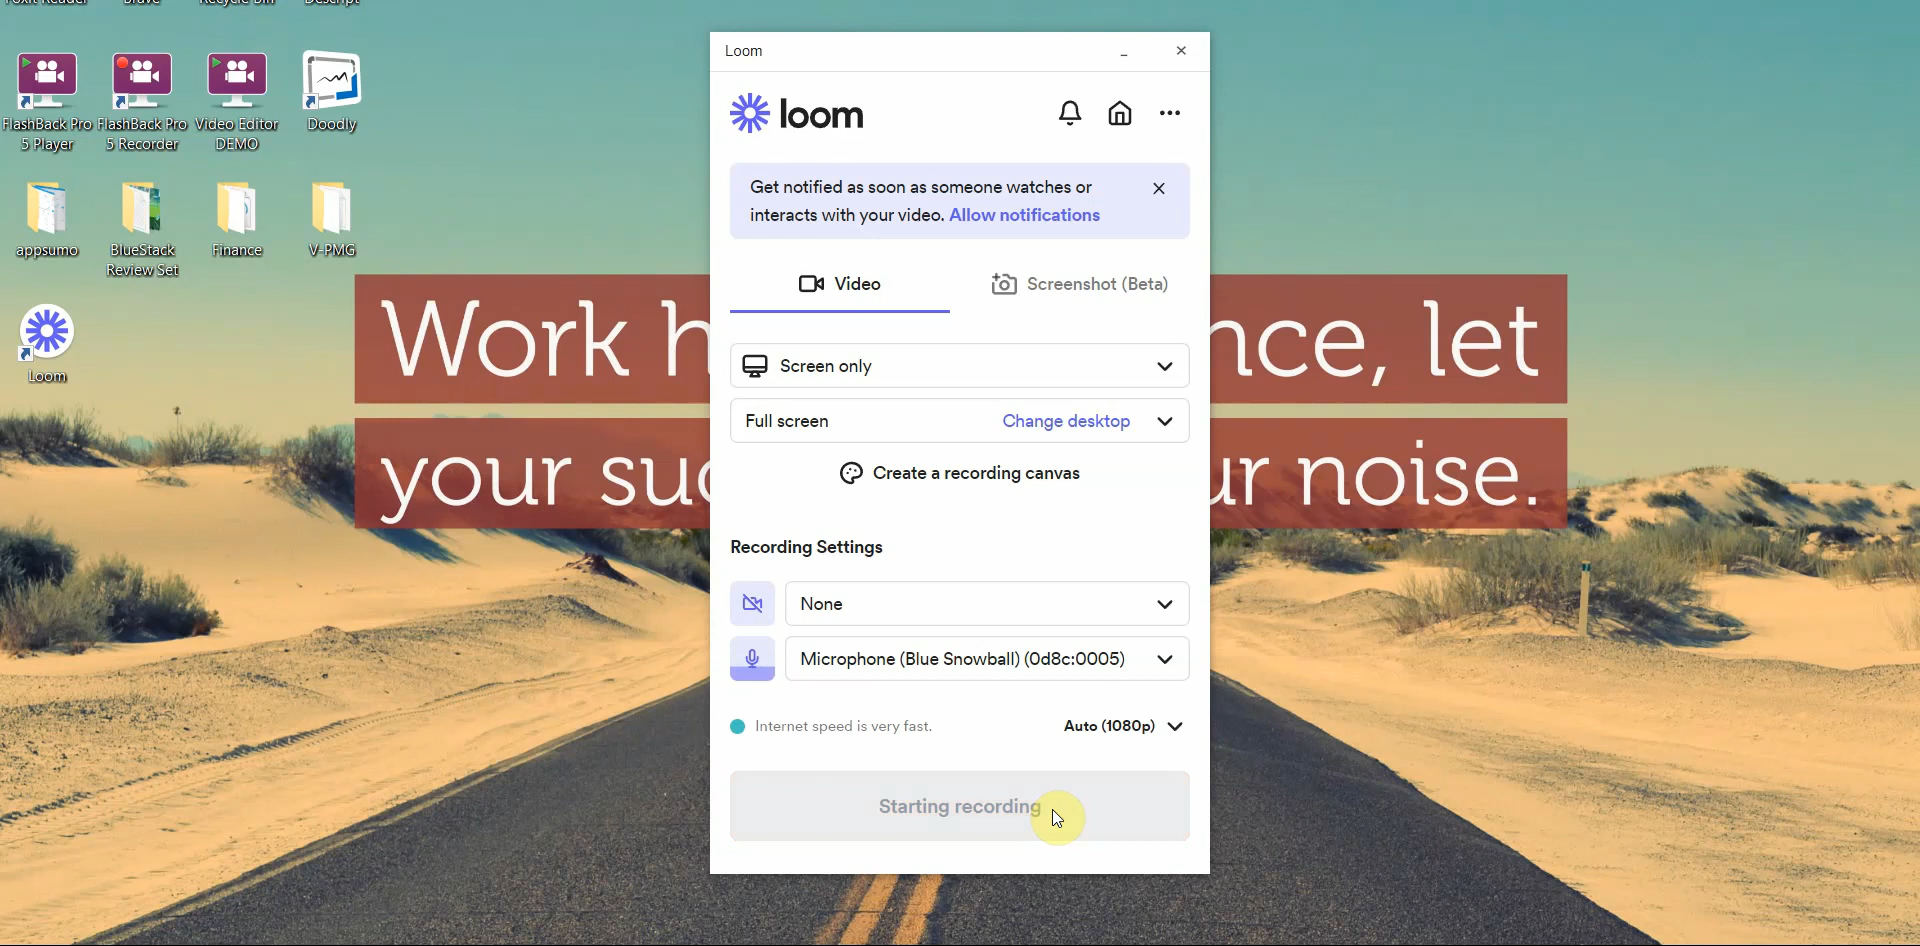 FlashBack Pro
5 Player
FlashBack Pro
5 Recorder
Video Editor
DEMO
Doodly
appsumo
BlueStack
Review Set
Finance
V-PMG
Loom
Work h
nce, let
your suc
ur noise.
Loom
loom
Get notified as soon as someone watches or
interacts with your video. Allow notifications
Video
Screenshot (Beta)
Screen only
Full screen
Change desktop
Create a recording canvas
Recording Settings
None
Microphone (Blue Snowball) (0d8c:0005)
Internet speed is very fast.
Auto (1080p)
Starting recording